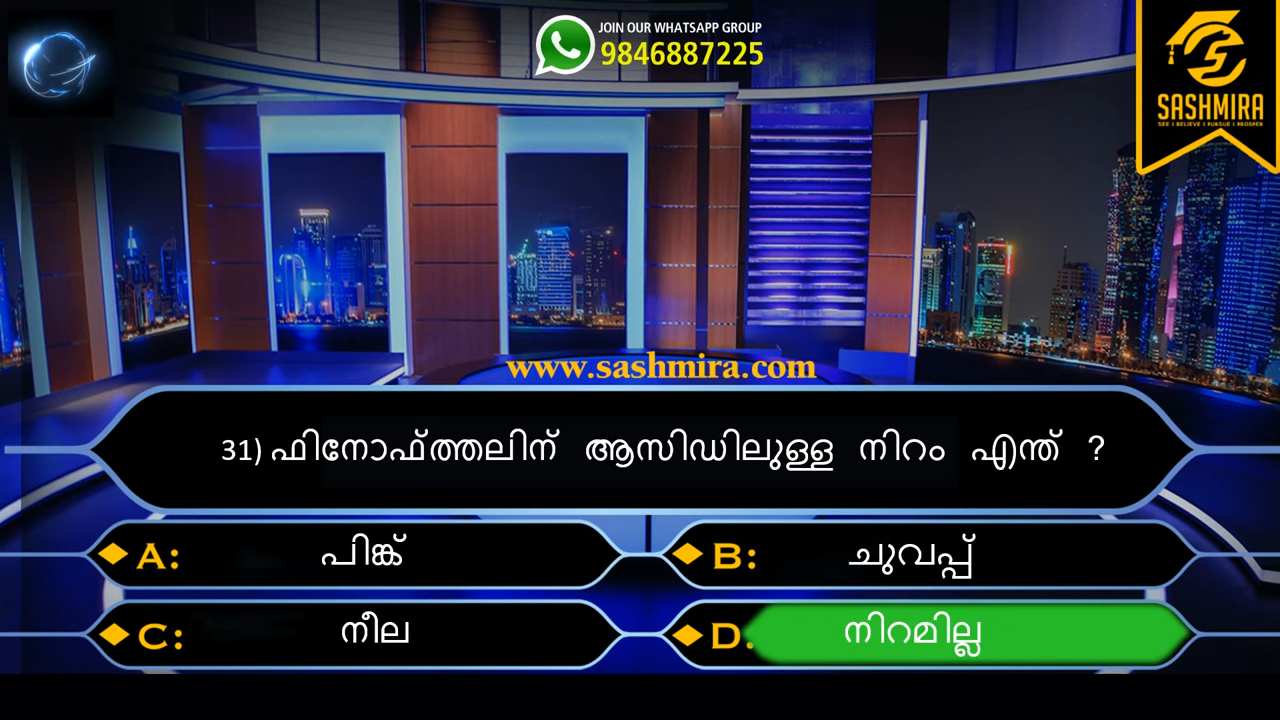 JOIN OUR WHATSAPP GROUP
9846887225
SASHMIRA
SEE I BELIEVE I PURSUE I PROSPER
www.sashmira.com
31) ഫിനോഫ്ത്തലിന് ആസിഡിലുള്ള നിറം എന്ത് ?
A: പിങ്ക്
B: ചുവപ്പ്
C: നീല
D: നിറമില്ല